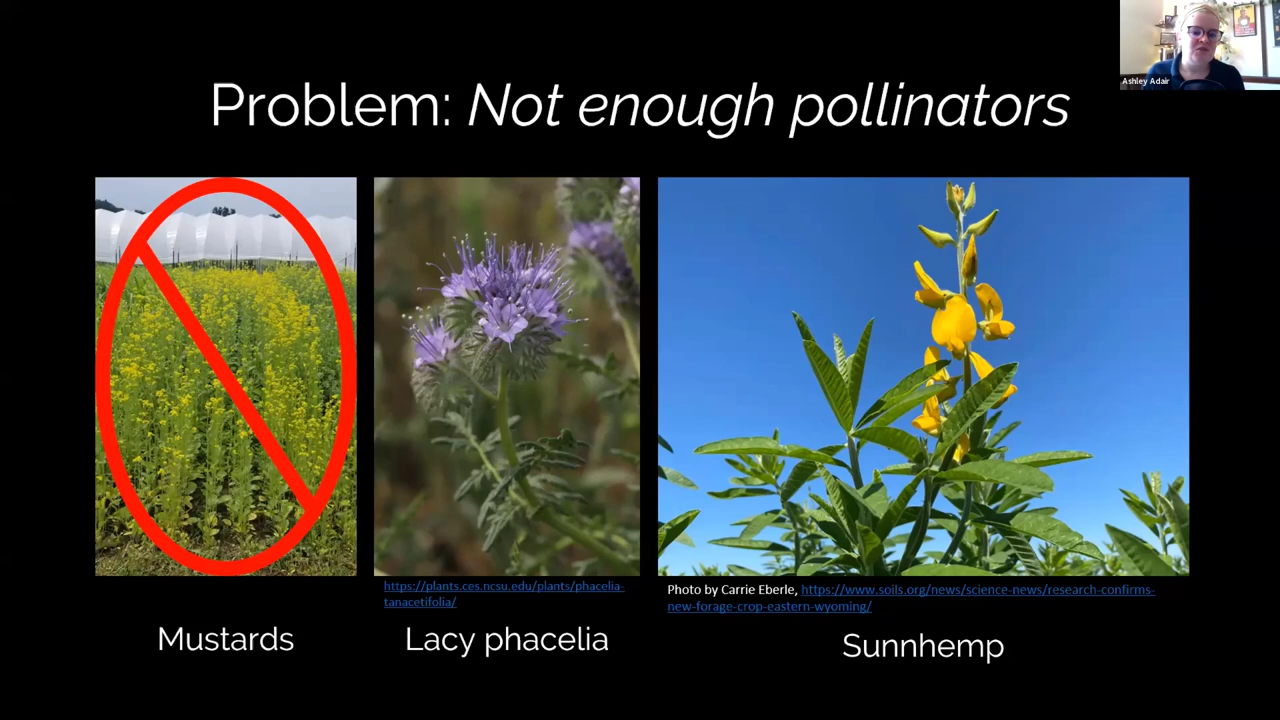 Ashley Adair
Problem: Not enough pollinators
https://plants.ces.ncsu.edu/plants/phacelia-
tanacetifolia/
Photo by Carrie Eberle, https://www.soils.org/news/science-news/research-confirms-
new-forage-crop-eastern-wyoming/
Mustards
Lacy phacelia
Sunnhemp